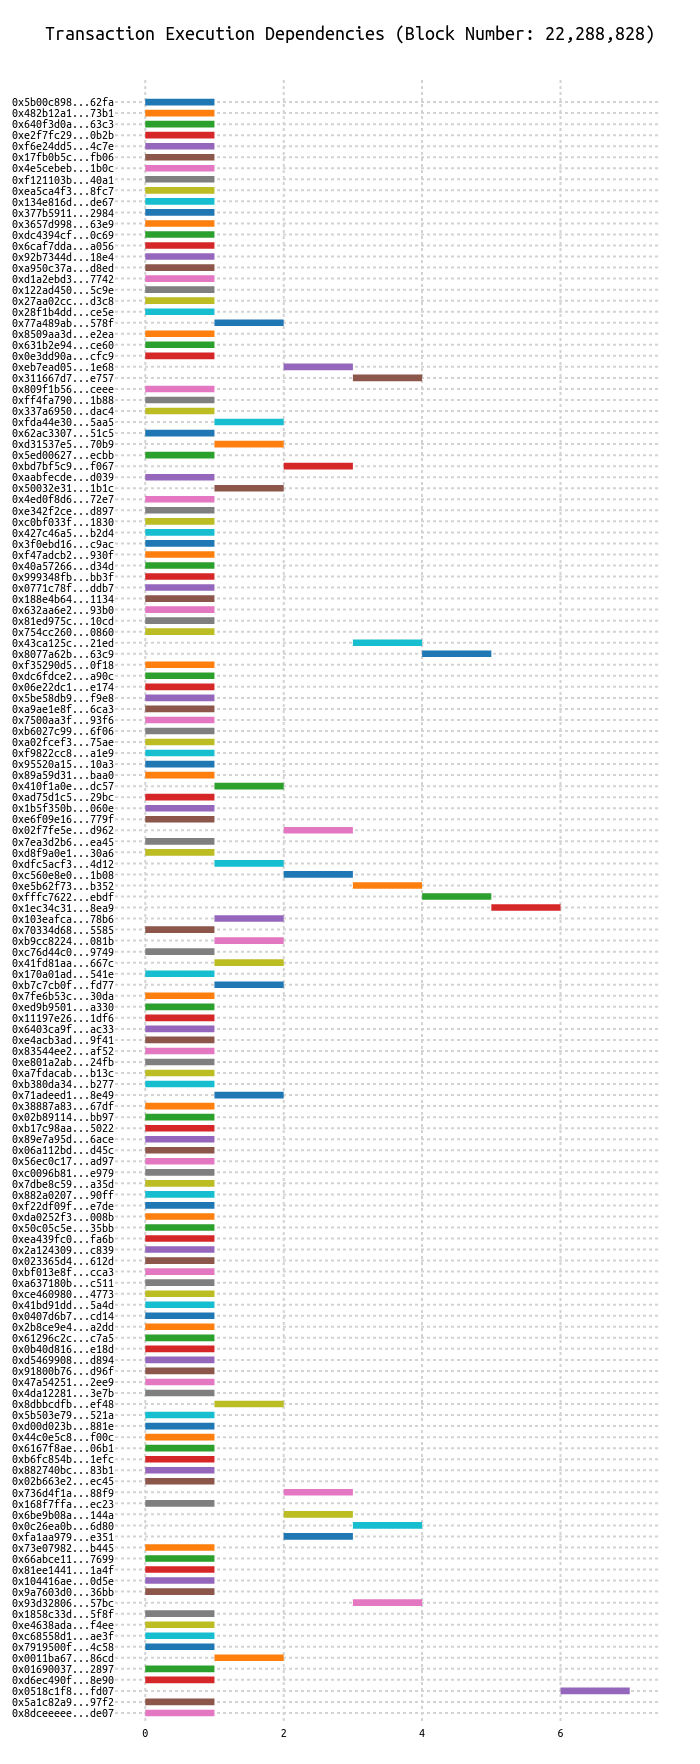 Transaction Execution Dependencies (Block Number: 22,288,828)
0x5b00c898...62fa
0x482b12a1...73b1
0x640f3d0a...63c3
0xe2f7fc29...0b2b
0xf6e24dd5...4c7e
0x17fb0b5c...fb06
0x4e5cebeb...1b0c
0xf121103b...40a1
0xea5ca4f3...8fc7
0x134e816d...de67
0x377b5911...2984
0x3657d998...63e9
0xdc4394cf...0c69
0x6caf7dda...a056
0x92b7344d...18e4
0xa950c37a...d8ed
0xd1a2ebd3...7742
0x122ad450...5c9e
0x27aa02cc...d3c8
0x28f1b4dd...ce5e
0x77a489ab...578f
0x8509aa3d...e2ea
0x631b2e94...ce60
0x0e3dd90a...cfc9
0xeb7ead05...1e68
0x311667d7...e757
0x809f1b56...ceee
0xff4fa790...1b88
0x337a6950...dac4
0xfda44e30...5aa5
0x62ac3307...51c5
0xd31537e5...70b9
0x5ed00627...ecbb
0xbd7bf5c9...f067
0xaabfecde...d039
0x50032e31...1b1c
0x4ed0f8d6...72e7
0xe342f2ce...d897
0xc0bf033f...1830
0x427c46a5...b2d4
0x3f0ebd16...c9ac
0xf47adcb2...930f
0x40a57266...d34d
0x999348fb...bb3f
0x0771c78f...ddb7
0x188e4b64...1134
0x632aa6e2...93b0
0x81ed975c...10cd
0x754cc260...0860
0x43ca125c...21ed
0x8077a62b...63c9
0xf35290d5...0f18
0xdc6fdce2...a90c
0x06e22dc1...e174
0x5be58db9...f9e8
0xa9ae1e8f...6ca3
0x7500aa3f...93f6
0xb6027c99...6f06
0xa02fcef3...75ae
0xf9822cc8...a1e9
0x95520a15...10a3
0x89a59d31...baa0
0x410f1a0e...dc57
0xad75d1c5...29bc
0x1b5f350b...060e
0xe6f09e16...779f
0x02f7fe5e...d962
0x7ea3d2b6...ea45
0xd8f9a0e1...30a6
0xdfc5acf3...4d12
0xc560e8e0...1b08
0xe5b62f73...b352
0xfffc7622...ebdf
0x1ec34c31...8ea9
0x103eafca...78b6
0x70334d68...5585
0xb9cc8224...081b
0xc76d44c0...9749
0x41fd81aa...667c
0x170a01ad...541e
0xb7c7cb0f...fd77
0x7fe6b53c...30da
0xed9b9501...a330
0x11197e26...1df6
0x6403ca9f...ac33
0xe4acb3ad...9f41
0x83544ee2...af52
0xe801a2ab...24fb
0xa7fdacab...b13c
0xb380da34...b277
0x71adeed1...8e49
0x38887a83...67df
0x02b89114...bb97
0xb17c98aa...5022
0x89e7a95d...6ace
0x06a112bd...d45c
0x56ec0c17...ad97
0xc0096b81...e979
0x7dbe8c59...a35d
0x882a0207...90ff
0xf22df09f...e7de
0xda0252f3...008b
0x50c05c5e...35bb
0xea439fc0...fa6b
0x2a124309...c839
0x023365d4...612d
0xbf013e8f...cca3
0xa637180b...c511
0xce460980...4773
0x41bd91dd...5a4d
0x0407d6b7...cd14
0x2b8ce9e4...a2dd
0x61296c2c...c7a5
0x0b40d816...e18d
0xd5469908...d894
0x91800b76...d96f
0x47a54251...2ee9
0x4da12281...3e7b
0x8dbbcdfb...ef48
0x5b503e79...521a
0xd00d023b...881e
0x44c0e5c8...f00c
0x6167f8ae...06b1
0xb6fc854b...1efc
0x882740bc...83b1
0x02b663e2...ec45
0x736d4f1a...88f9
0x168f7ffa...ec23
0x6be9b08a...144a
0x0c26ea0b...6d80
0xfa1aa979...e351
0x73e07982...b445
0x66abce11...7699
0x81ee1441...1a4f
0x104416ae...0d5e
0x9a7603d0...36bb
0x93d32806...57bc
0x1858c33d...5f8f
0xe4638ada...f4ee
0xc68558d1...ae3f
0x7919500f...4c58
0x0011ba67...86cd
0x01690037...2897
0xd6ec490f...8e90
0x0518c1f8...fd07
0x5a1c82a9...97f2
0x8dceeeee...de07
0 2 4 6